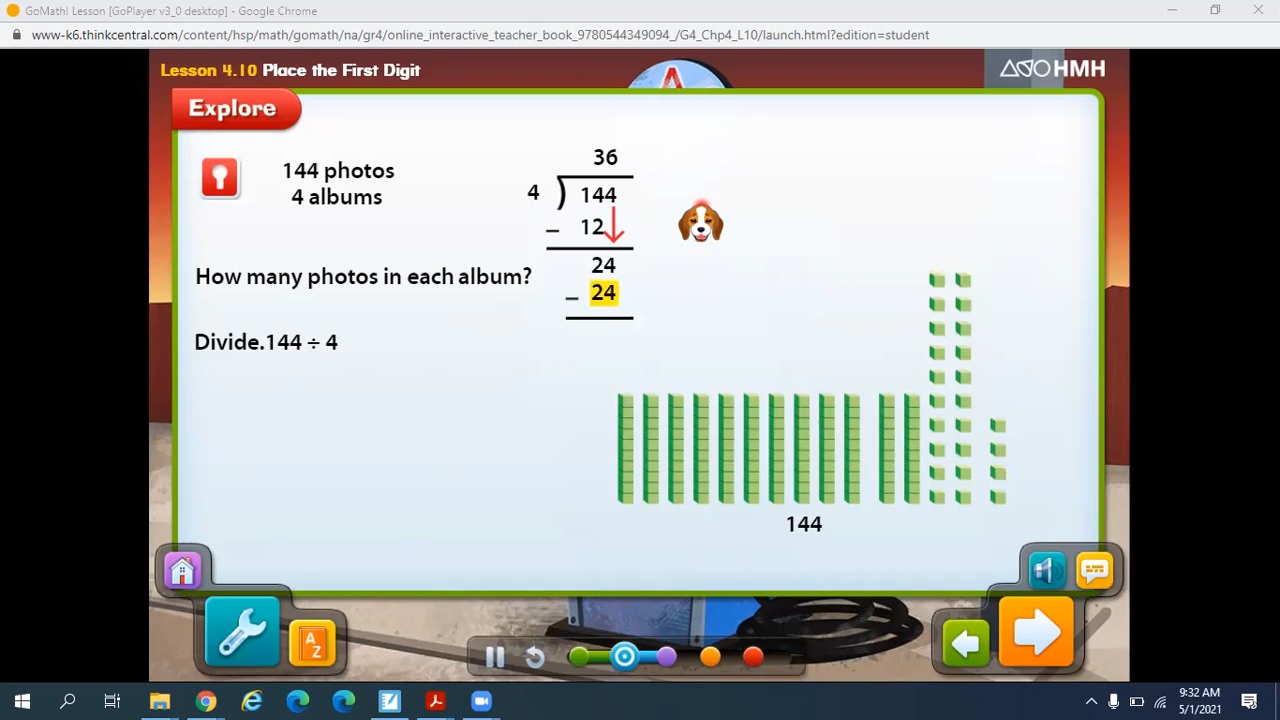 GoMath! Lesson [GoPlayer v3_0 desktop] - Google Chrome
www-k6.thinkcentral.com/content/hsp/math/gomath/na/gr4/online_interactive_teacher_book_9780544349094_/G4_Chp4_L10/launch.html?edition=student
Lesson 4.10 Place the First Digit
A
HMH
Explore
144 photos
4 albums
36
4 ) 144
− 12
24
− 24
How many photos in each album?
Divide.144 ÷ 4
144
A
Z
9:32 AM
5/1/2021